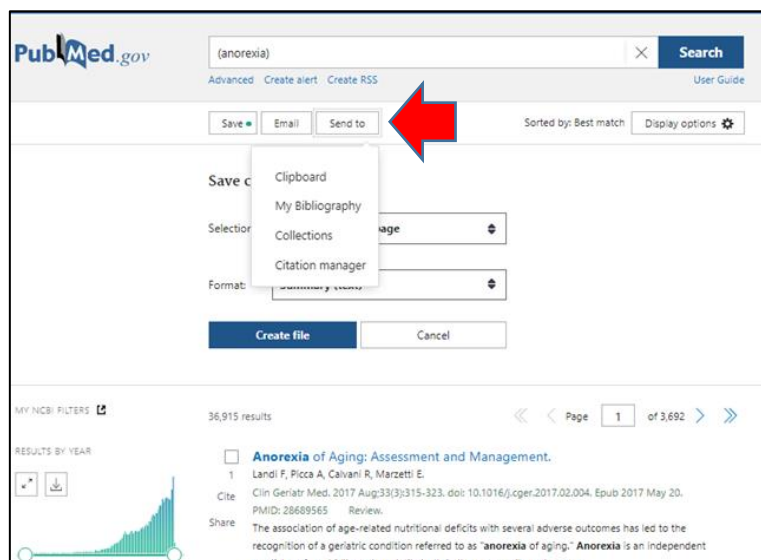 PubMed.gov
(anorexia)
Search
Advanced Create alert Create RSS
User Guide
Save Email Send to
Sorted by: Best match Display options
Clipboard
Save c
My Bibliography
Selection age
Collections
Citation manager
Format: Summary (text)
Create file Cancel
MY NCBI FILTERS
36,915 results
Page 1 of 3,692
RESULTS BY YEAR
Anorexia of Aging: Assessment and Management.
1 Landi F, Picca A, Calvani R, Marzetti E.
Cite Clin Geriatr Med. 2017 Aug;33(3):315-323. doi: 10.1016/j.cger.2017.02.004. Epub 2017 May 20.
PMID: 28689565 Review.
Share The association of age-related nutritional deficits with several adverse outcomes has led to the
recognition of a geriatric condition referred to as "anorexia of aging." Anorexia is an independent